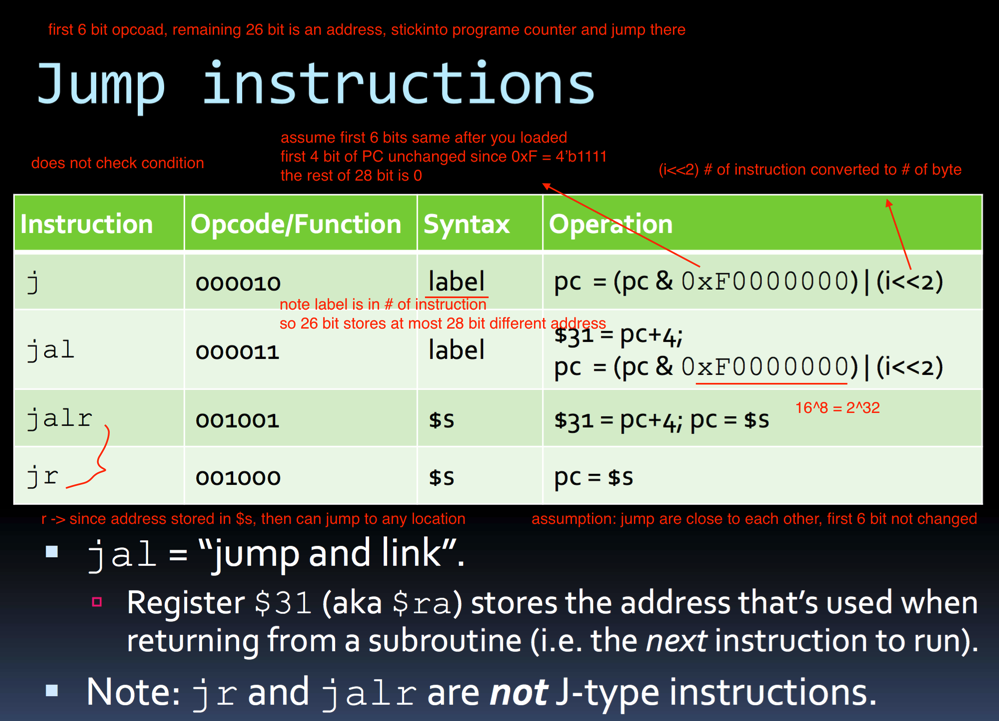 first 6 bit opcoad, remaining 26 bit is an address, stickinto programe counter and jump there
Jump instructions
assume first 6 bits same after you loaded
first 4 bit of PC unchanged since 0xF = 4'b1111
the rest of 28 bit is 0
does not check condition
(i<<2) # of instruction converted to # of byte
Instruction Opcode/Function Syntax Operation
j 000010 label pc = (pc & 0xF0000000)|(i<<2)
note label is in # of instruction
so 26 bit stores at most 28 bit different address
jal 000011 label $31 = pc+4;
pc = (pc & 0xF0000000)|(i<<2)
jalr 001001 $s $31 = pc+4; pc = $s
16^8 = 2^32
jr 001000 $s pc = $s
r -> since address stored in $s, then can jump to any location
assumption: jump are close to each other, first 6 bit not changed
jal = “jump and link”.
Register $31 (aka $ra) stores the address that’s used when
returning from a subroutine (i.e. the next instruction to run).
Note: jr and jalr are not J-type instructions.